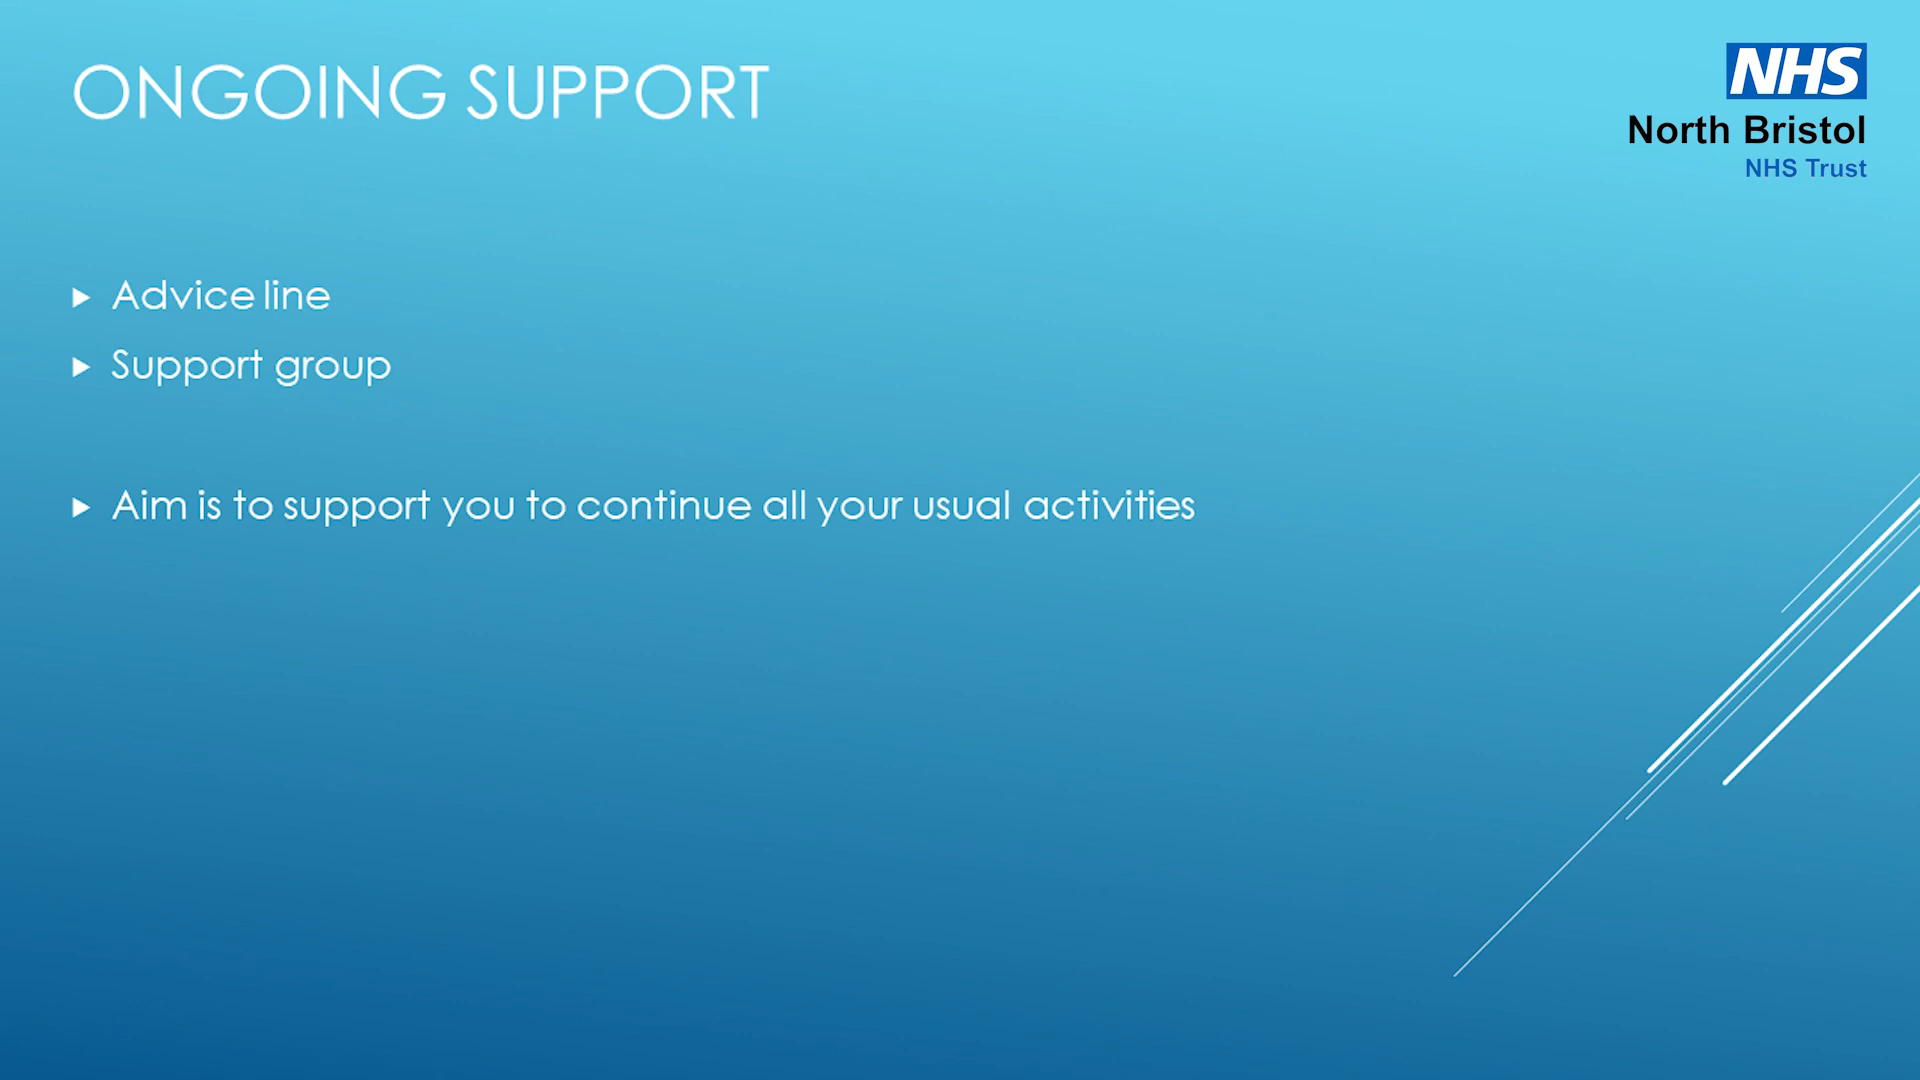 ONGOING SUPPORT
NHS
North Bristol
NHS Trust
Advice line
Support group
Aim is to support you to continue all your usual activities